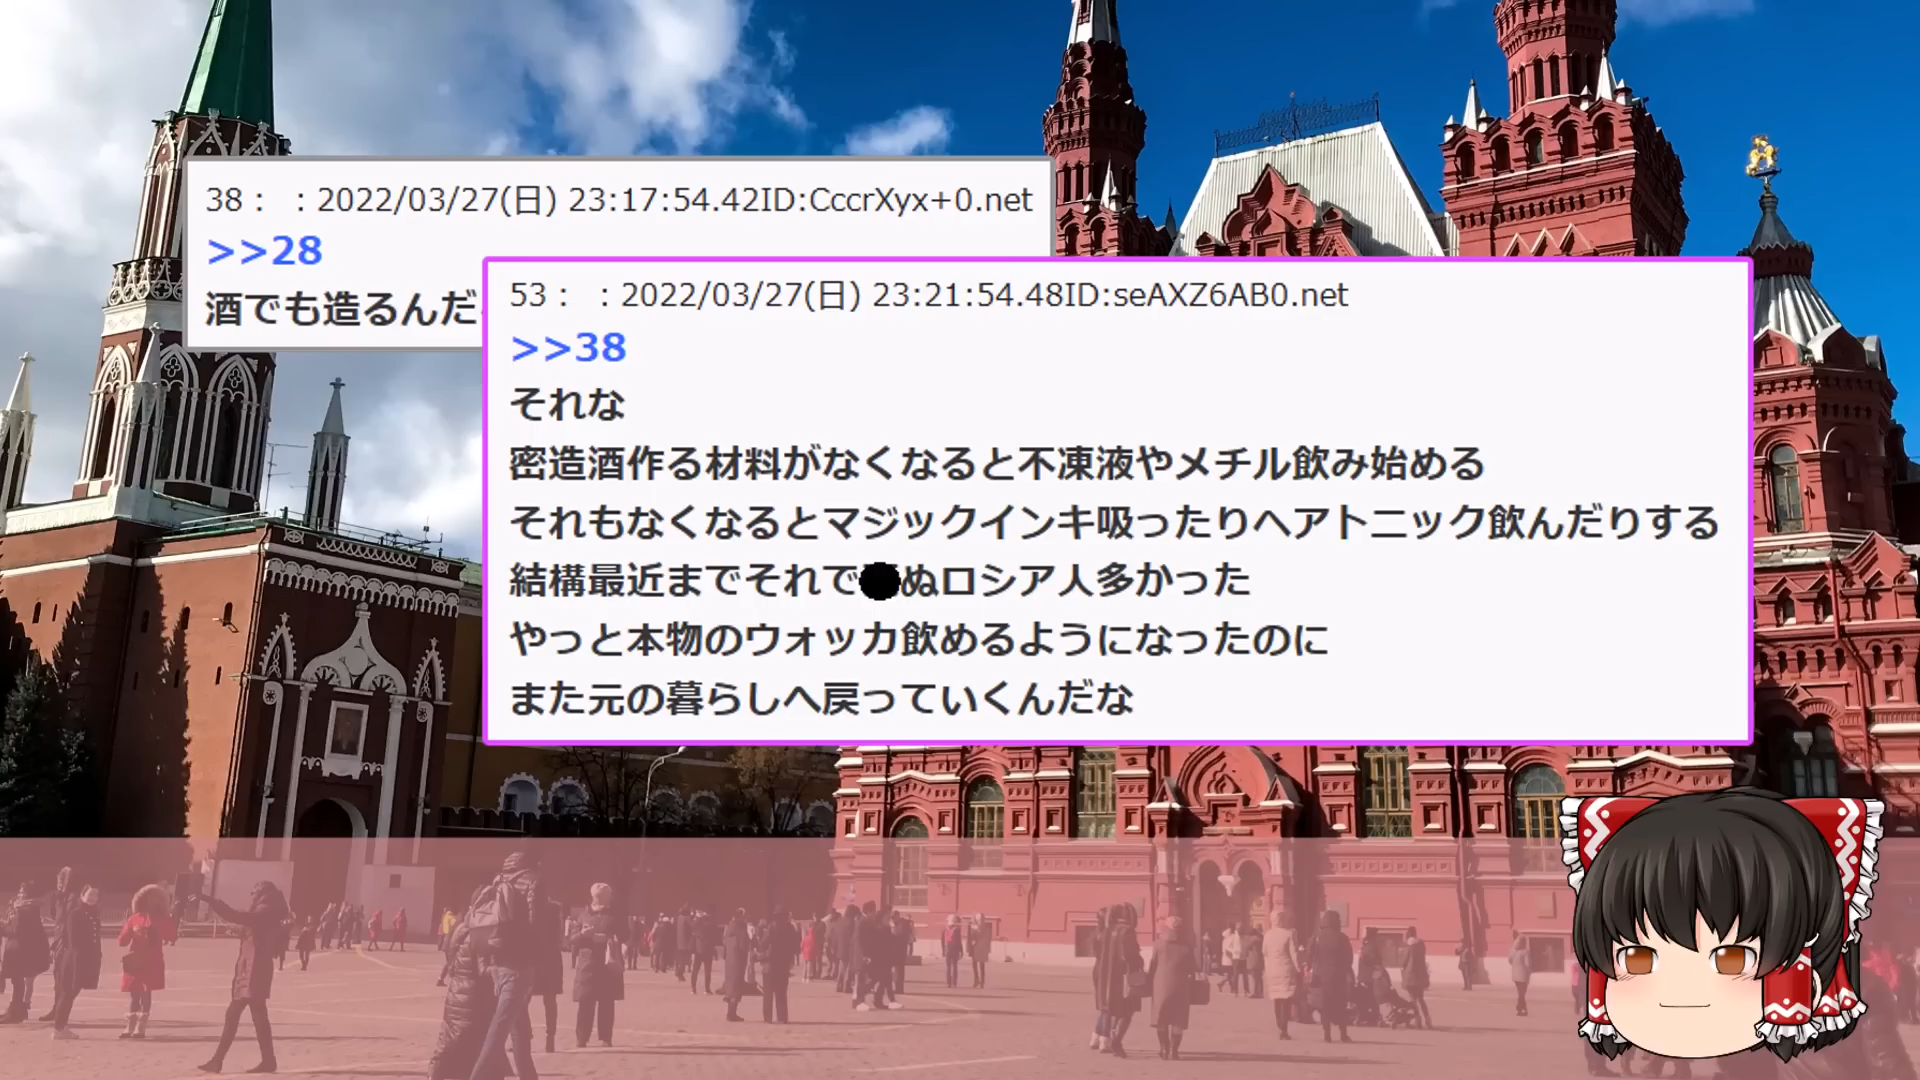 38： ：2022/03/27(日) 23:17:54.42ID:CccrXyx+0.net
>>28
酒でも造るんだ
53： ：2022/03/27(日) 23:21:54.48ID:seAXZ6AB0.net
>>38
それな
密造酒作る材料がなくなると不凍液やメチル飲み始める
それもなくなるとマジックインキ吸ったりヘアトニック飲んだりする
結構最近までそれで●ぬロシア人多かった
やっと本物のウォッカ飲めるようになったのに
また元の暮らしへ戻っていくんだな